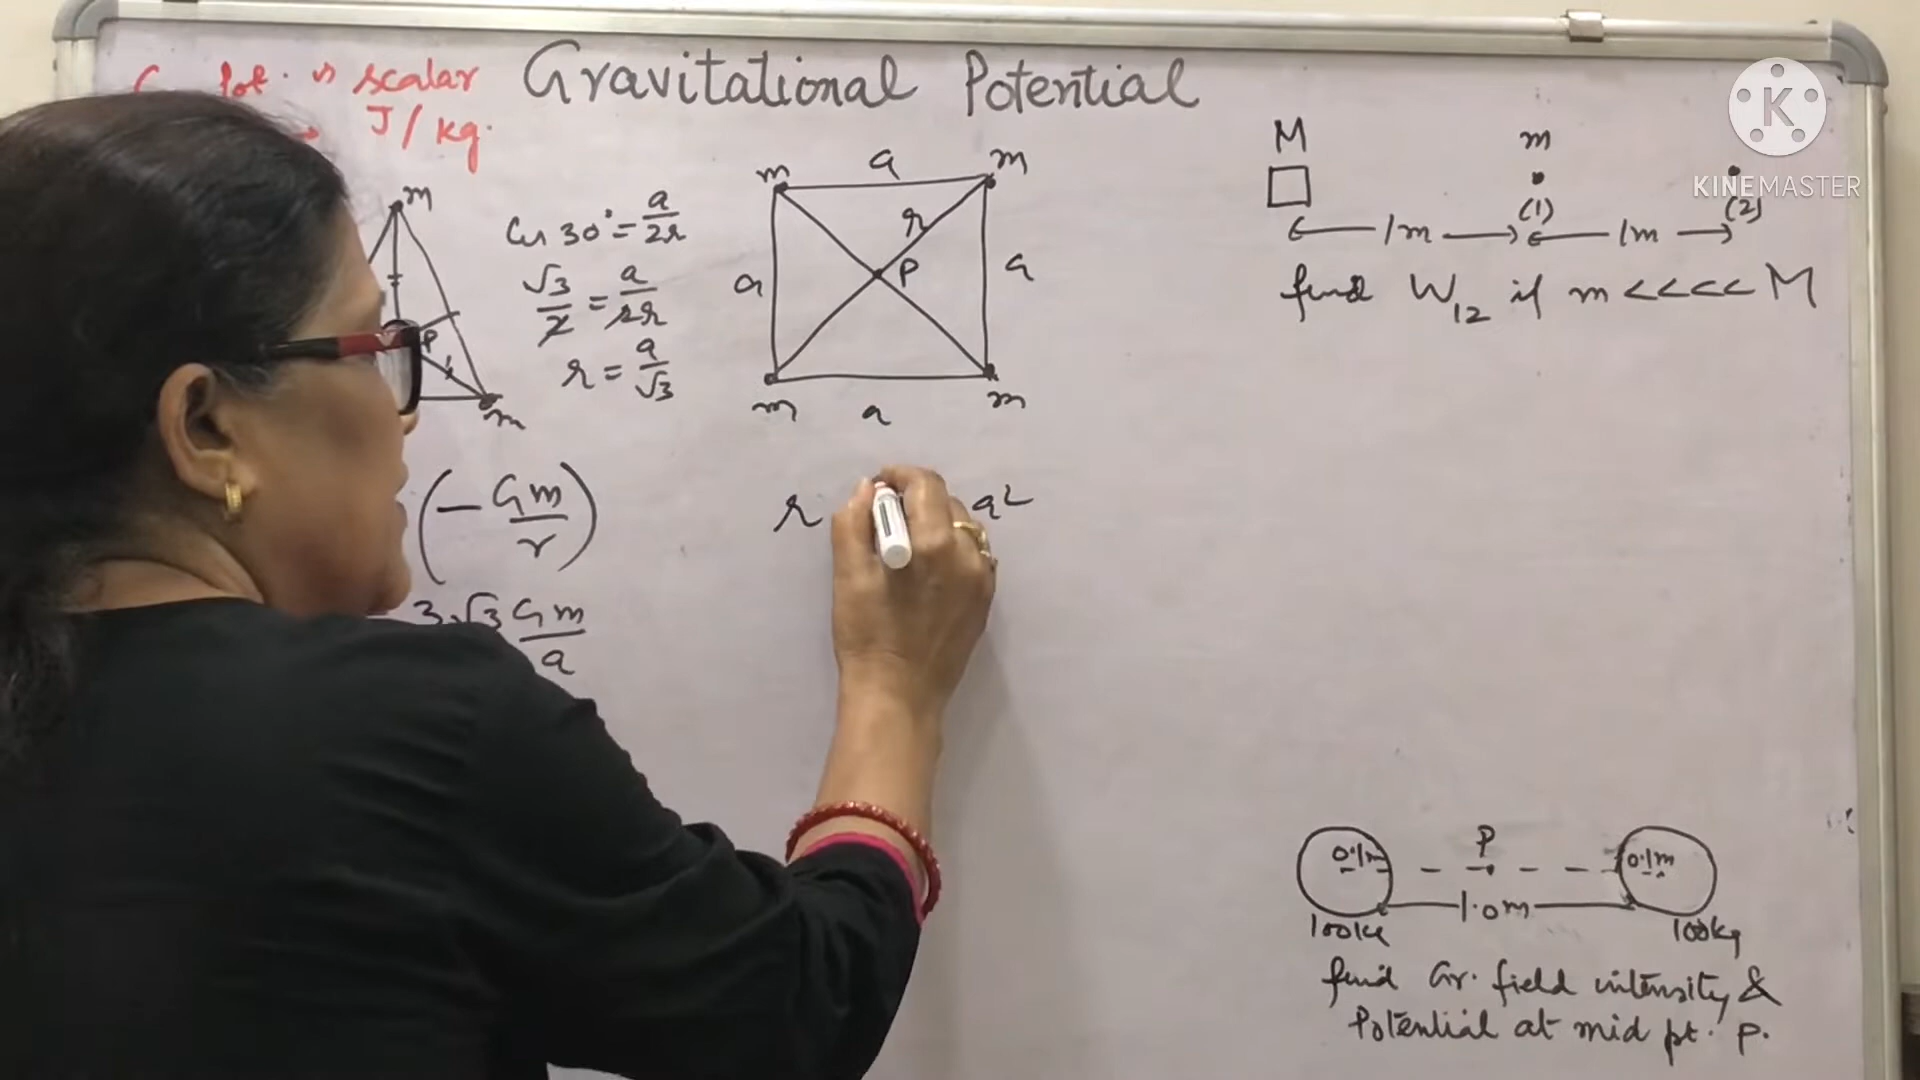 Gravitational Potential
Pot. is scalar
→ J/kg.
m
P
m
Cos 30° = a/2r
√3/2 = a/2r
r = a/√3
(- Gm/r)
3√3 Gm/a
m a m
r
a P a
m a m
r a²
M m
(1) (2)
1m 1m
find W₁₂ if m <<<< M
P
0.1m 0.1m
1.0m
100kg 100kg
find Gr. field intensity &
Potential at mid pt. P.
K
KINEMASTER